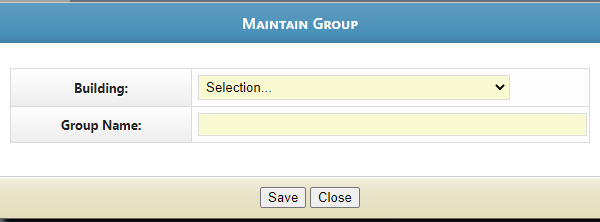 Maintain Group
Building: Selection...
Group Name:
Save Close